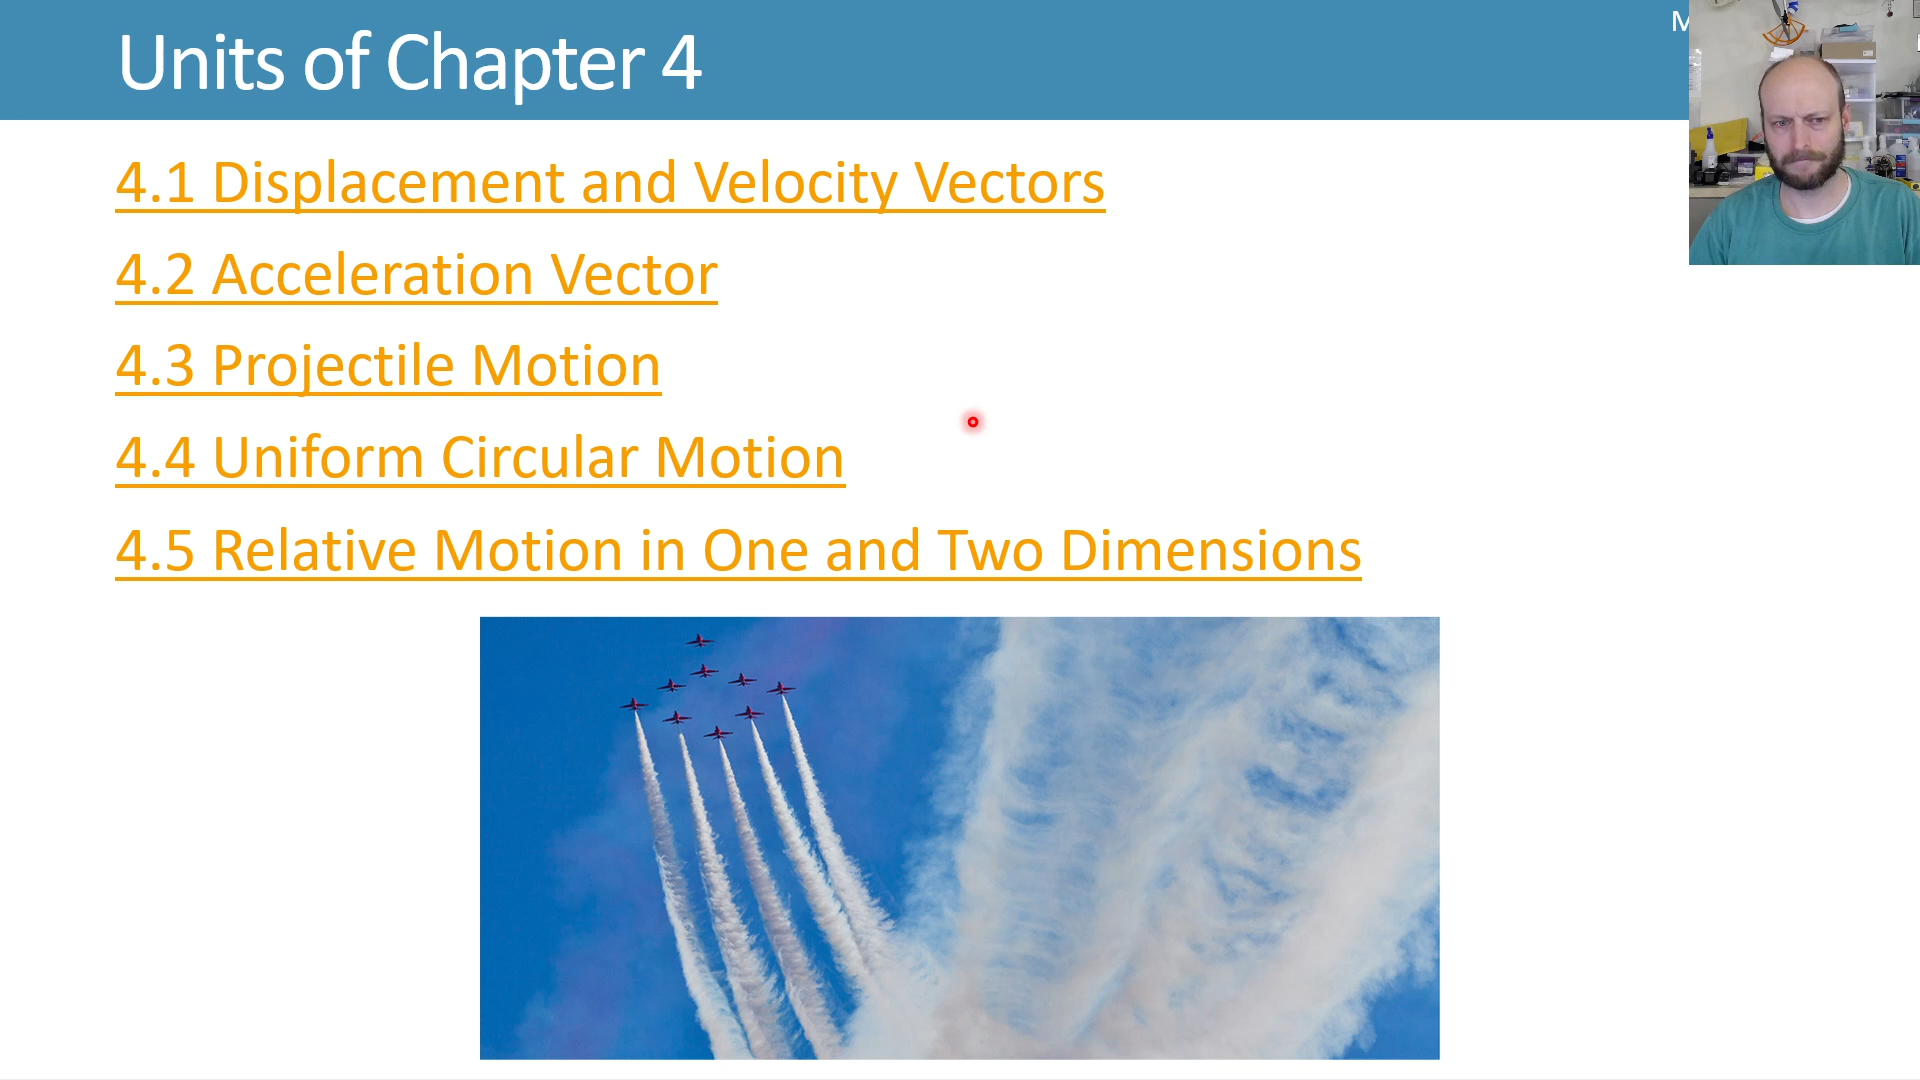 Units of Chapter 4
4.1 Displacement and Velocity Vectors
4.2 Acceleration Vector
4.3 Projectile Motion
4.4 Uniform Circular Motion
4.5 Relative Motion in One and Two Dimensions